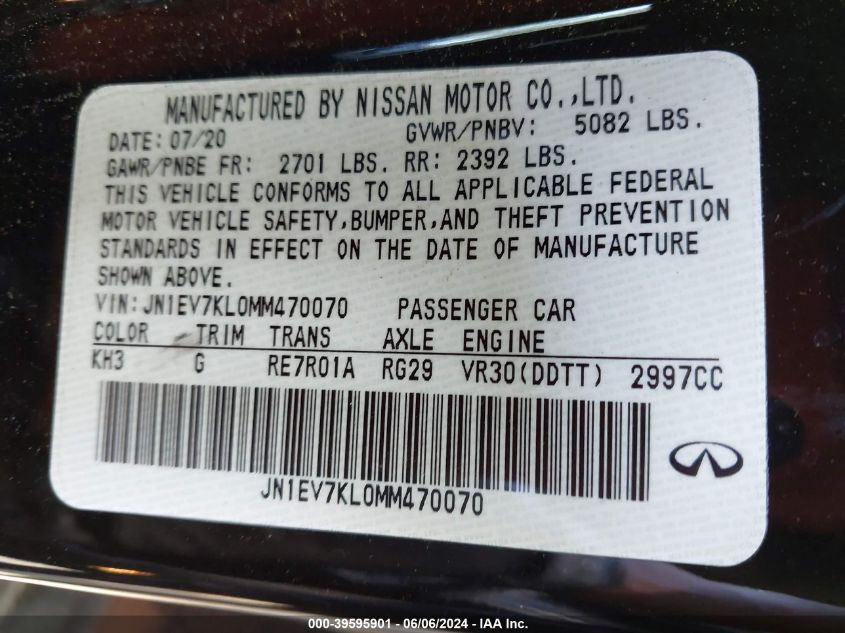 MANUFACTURED BY NISSAN MOTOR CO.,LTD.
DATE: 07/20 GVWR/PNBV: 5082 LBS.
GAWR/PNBE FR: 2701 LBS. RR: 2392 LBS.
THIS VEHICLE CONFORMS TO ALL APPLICABLE FEDERAL
MOTOR VEHICLE SAFETY,BUMPER,AND THEFT PREVENTION
STANDARDS IN EFFECT ON THE DATE OF MANUFACTURE
SHOWN ABOVE.
VIN: JN1EV7KL0MM470070 PASSENGER CAR
COLOR TRIM TRANS AXLE ENGINE
KH3 G RE7R01A RG29 VR30(DDTT) 2997CC
JN1EV7KL0MM470070
000-39595901 - 06/06/2024 - IAA Inc.